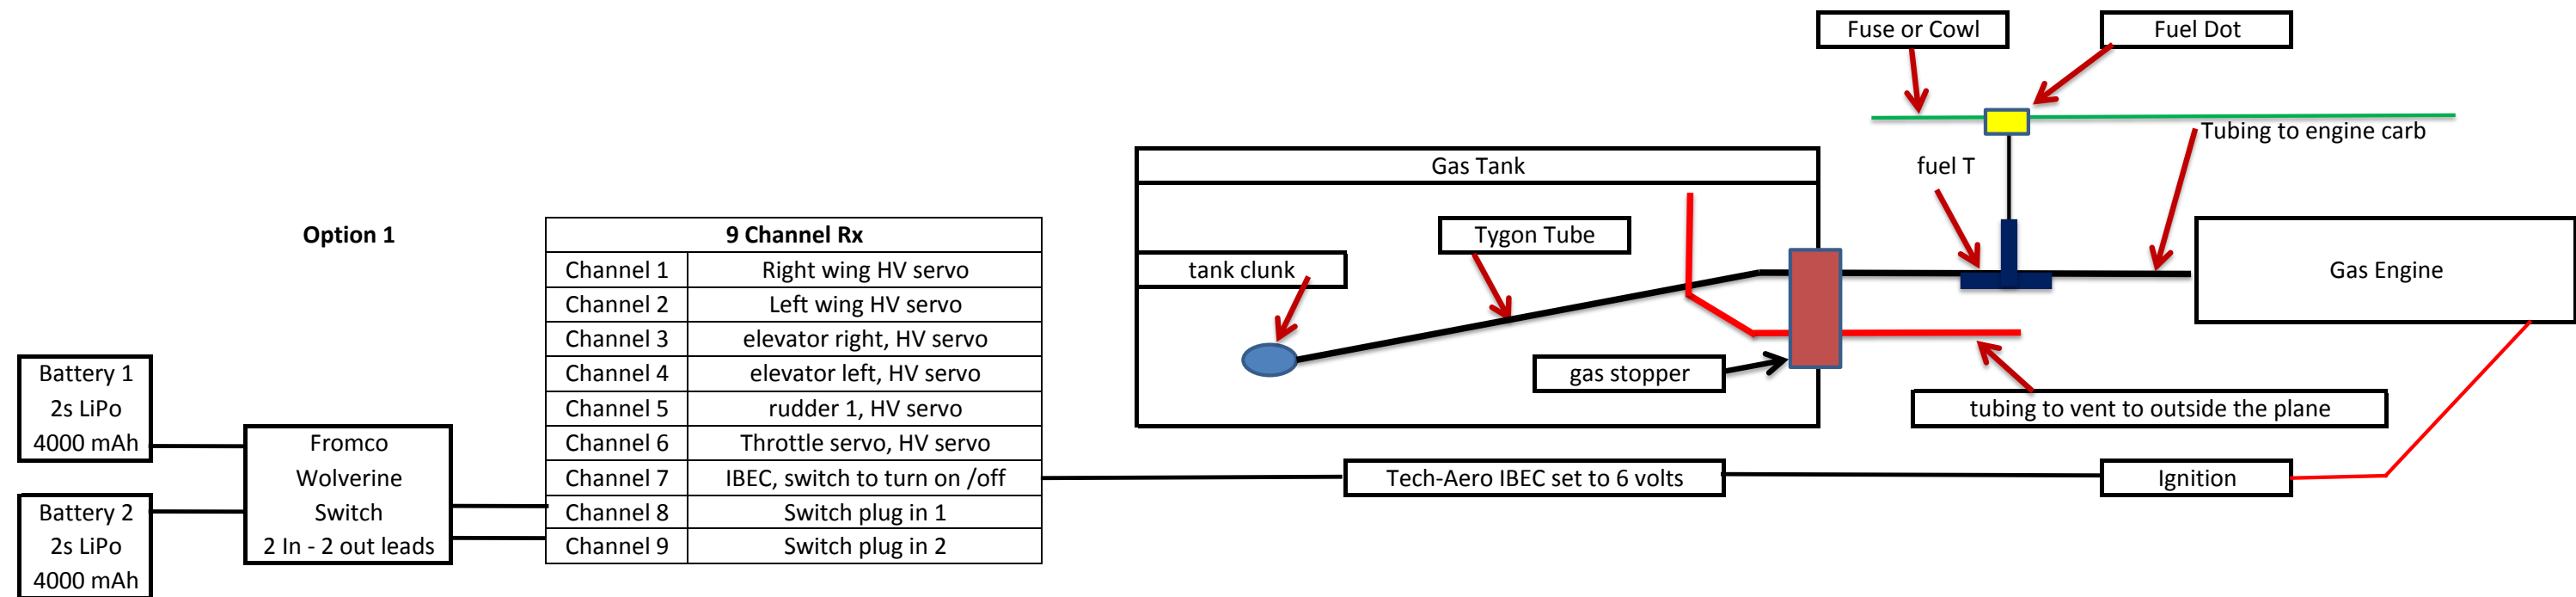 Option 1
Battery 1
2s LiPo
4000 mAh
Battery 2
2s LiPo
4000 mAh
Fromco
Wolverine
Switch
2 In - 2 out leads
9 Channel Rx
Channel 1 Right wing HV servo
Channel 2 Left wing HV servo
Channel 3 elevator right, HV servo
Channel 4 elevator left, HV servo
Channel 5 rudder 1, HV servo
Channel 6 Throttle servo, HV servo
Channel 7 IBEC, switch to turn on /off
Channel 8 Switch plug in 1
Channel 9 Switch plug in 2
Gas Tank
tank clunk
Tygon Tube
gas stopper
Fuse or Cowl
Fuel Dot
fuel T
Tubing to engine carb
Gas Engine
tubing to vent to outside the plane
Tech-Aero IBEC set to 6 volts
Ignition